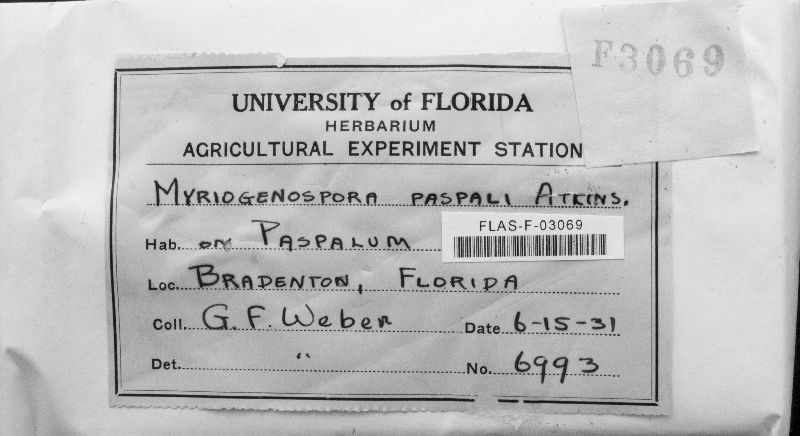 F3069
UNIVERSITY of FLORIDA
HERBARIUM
AGRICULTURAL EXPERIMENT STATION
MYRIOGENOSPORA PASPALI ATKINS.
Hab. on PASPALUM
FLAS-F-03069
Loc. BRADENTON, FLORIDA
Coll. G. F. Weber Date 6-15-31
Det. " No. 6993